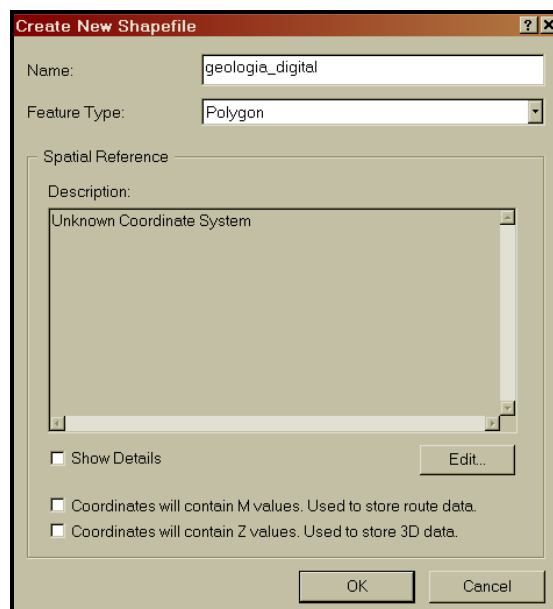 Create New Shapefile
Name: geologia_digital
Feature Type: Polygon
Spatial Reference
Description:
Unknown Coordinate System
Show Details
Edit...
Coordinates will contain M values. Used to store route data.
Coordinates will contain Z values. Used to store 3D data.
OK Cancel